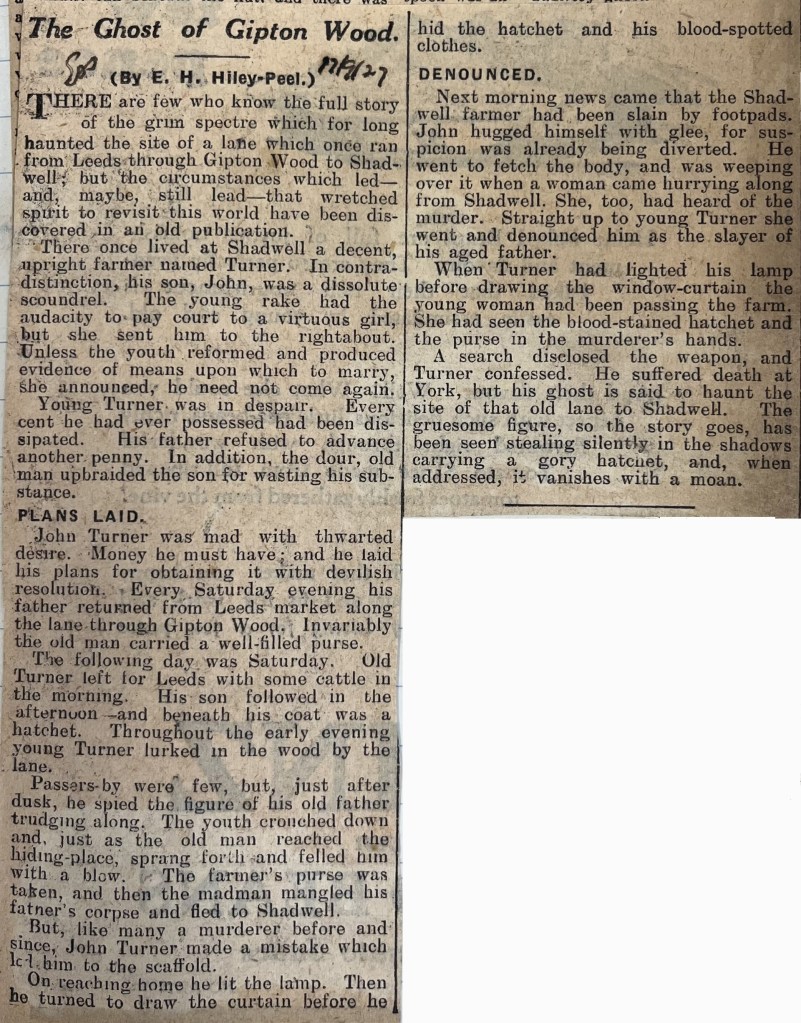 The Ghost of Gipton Wood.
(By E. H. Hiley-Peel.)
THERE are few who know the full story
of the grim spectre which for long
haunted the site of a lane which once ran
from Leeds through Gipton Wood to Shad-
well; but the circumstances which led—
and, maybe, still lead—that wretched
spirit to revisit this world have been dis-
covered in an old publication.
There once lived at Shadwell a decent,
upright farmer named Turner. In contra-
distinction, his son, John, was a dissolute
scoundrel. The young rake had the
audacity to pay court to a virtuous girl,
but she sent him to the rightabout.
Unless the youth reformed and produced
evidence of means upon which to marry,
she announced, he need not come again.
Young Turner was in despair. Every
cent he had ever possessed had been dis-
sipated. His father refused to advance
another penny. In addition, the dour, old
man upbraided the son for wasting his sub-
stance.
PLANS LAID.
John Turner was mad with thwarted
desire. Money he must have; and he laid
his plans for obtaining it with devilish
resolution. Every Saturday evening his
father returned from Leeds market along
the lane through Gipton Wood. Invariably
the old man carried a well-filled purse.
The following day was Saturday. Old
Turner left for Leeds with some cattle in
the morning. His son followed in the
afternoon—and beneath his coat was a
hatchet. Throughout the early evening
young Turner lurked in the wood by the
lane.
Passers-by were few, but, just after
dusk, he spied the figure of his old father
trudging along. The youth crouched down
and, just as the old man reached the
hiding-place, sprang forth and felled him
with a blow. The farmer's purse was
taken, and then the madman mangled his
father's corpse and fled to Shadwell.
But, like many a murderer before and
since, John Turner made a mistake which
led him to the scaffold.
On reaching home he lit the lamp. Then
he turned to draw the curtain before he
hid the hatchet and his blood-spotted
clothes.
DENOUNCED.
Next morning news came that the Shad-
well farmer had been slain by footpads.
John hugged himself with glee, for sus-
picion was already being diverted. He
went to fetch the body, and was weeping
over it when a woman came hurrying along
from Shadwell. She, too, had heard of the
murder. Straight up to young Turner she
went and denounced him as the slayer of
his aged father.
When Turner had lighted his lamp
before drawing the window-curtain the
young woman had been passing the farm.
She had seen the blood-stained hatchet and
the purse in the murderer's hands.
A search disclosed the weapon, and
Turner confessed. He suffered death at
York, but his ghost is said to haunt the
site of that old lane to Shadwell. The
gruesome figure, so the story goes, has
been seen stealing silently in the shadows
carrying a gory hatchet, and, when
addressed, it vanishes with a moan.